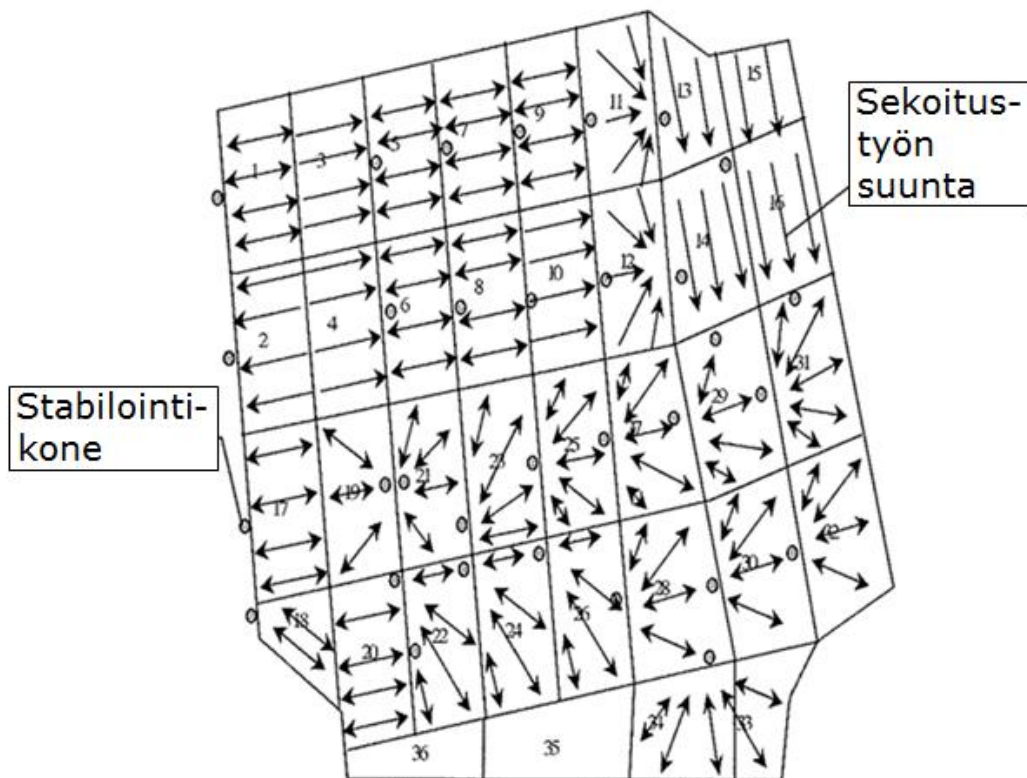 1 3 5 7 9 11 13 15
Sekoitus-
työn
suunta
2 4 6 8 10 12 14 16
Stabilointi-
kone
17 19 21 23 25 29 31
18 20 22 24 26 28 30 32
36 35 34 33